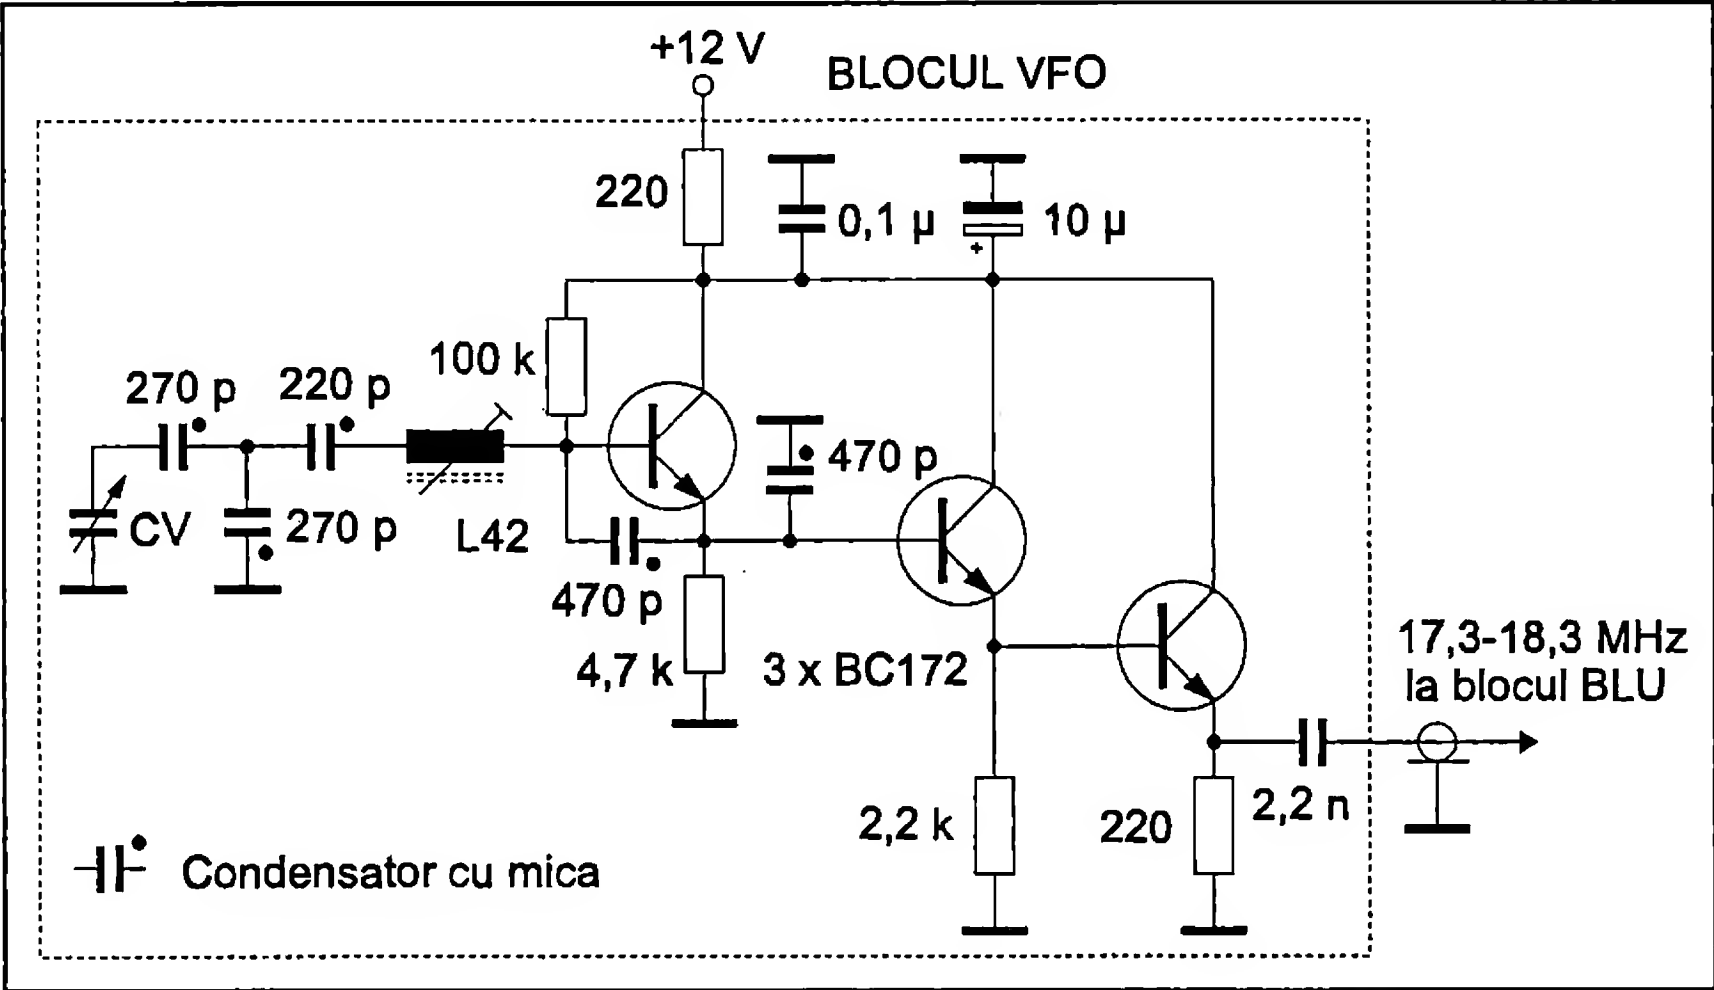 +12 V
BLOCUL VFO
220
0,1 µ
10 µ
+
100 k
270 p
220 p
470 p
CV
270 p
L42
470 p
4,7 k
3 x BC172
17,3-18,3 MHz
la blocul BLU
2,2 k
220
2,2 n
Condensator cu mica